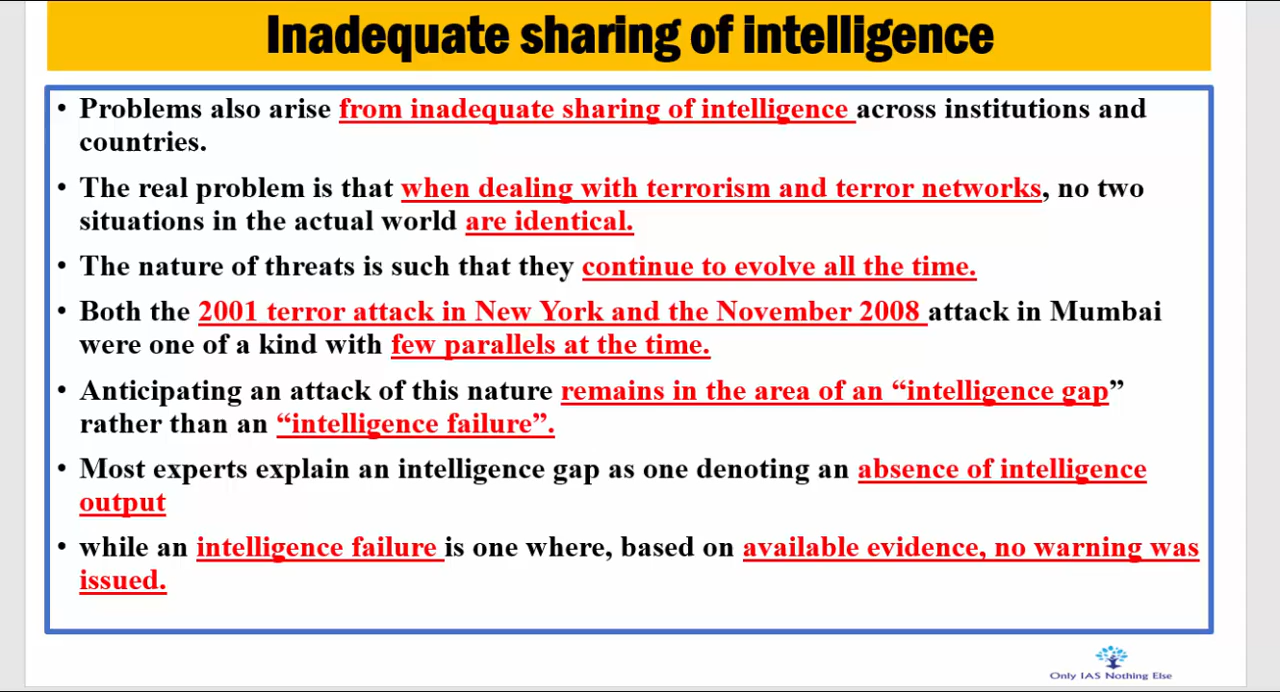 Inadequate sharing of intelligence
• Problems also arise from inadequate sharing of intelligence across institutions and
countries.
• The real problem is that when dealing with terrorism and terror networks, no two
situations in the actual world are identical.
• The nature of threats is such that they continue to evolve all the time.
• Both the 2001 terror attack in New York and the November 2008 attack in Mumbai
were one of a kind with few parallels at the time.
• Anticipating an attack of this nature remains in the area of an “intelligence gap”
rather than an “intelligence failure”.
• Most experts explain an intelligence gap as one denoting an absence of intelligence
output
• while an intelligence failure is one where, based on available evidence, no warning was
issued.
Only IAS Nothing Else